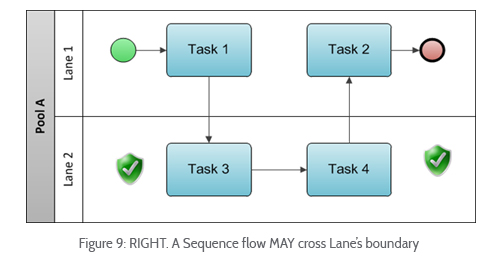 Pool A
Lane 1
Task 1
Task 2
Lane 2
Task 3
Task 4
Figure 9: RIGHT. A Sequence flow MAY cross Lane's boundary